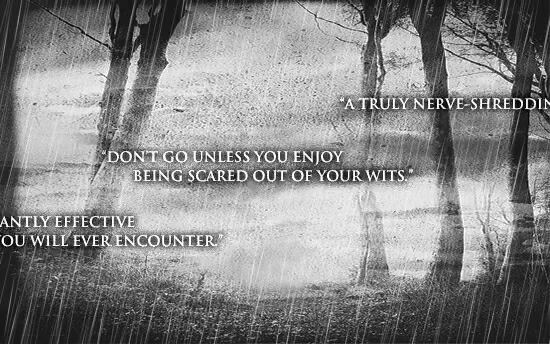 "A TRULY NERVE-SHREDDIN
"DON'T GO UNLESS YOU ENJOY
BEING SCARED OUT OF YOUR WITS."
ANTLY EFFECTIVE
OU WILL EVER ENCOUNTER."